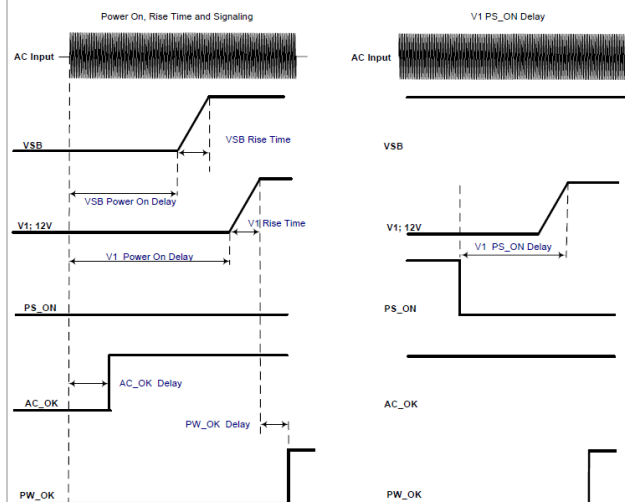 Power On, Rise Time and Signaling
AC Input
VSB Rise Time
VSB
VSB Power On Delay
V1 Rise Time
V1; 12V
V1 Power On Delay
PS_ON
AC_OK Delay
AC_OK
PW_OK Delay
PW_OK
V1 PS_ON Delay
AC Input
VSB
V1; 12V
V1 PS_ON Delay
PS_ON
AC_OK
PW_OK